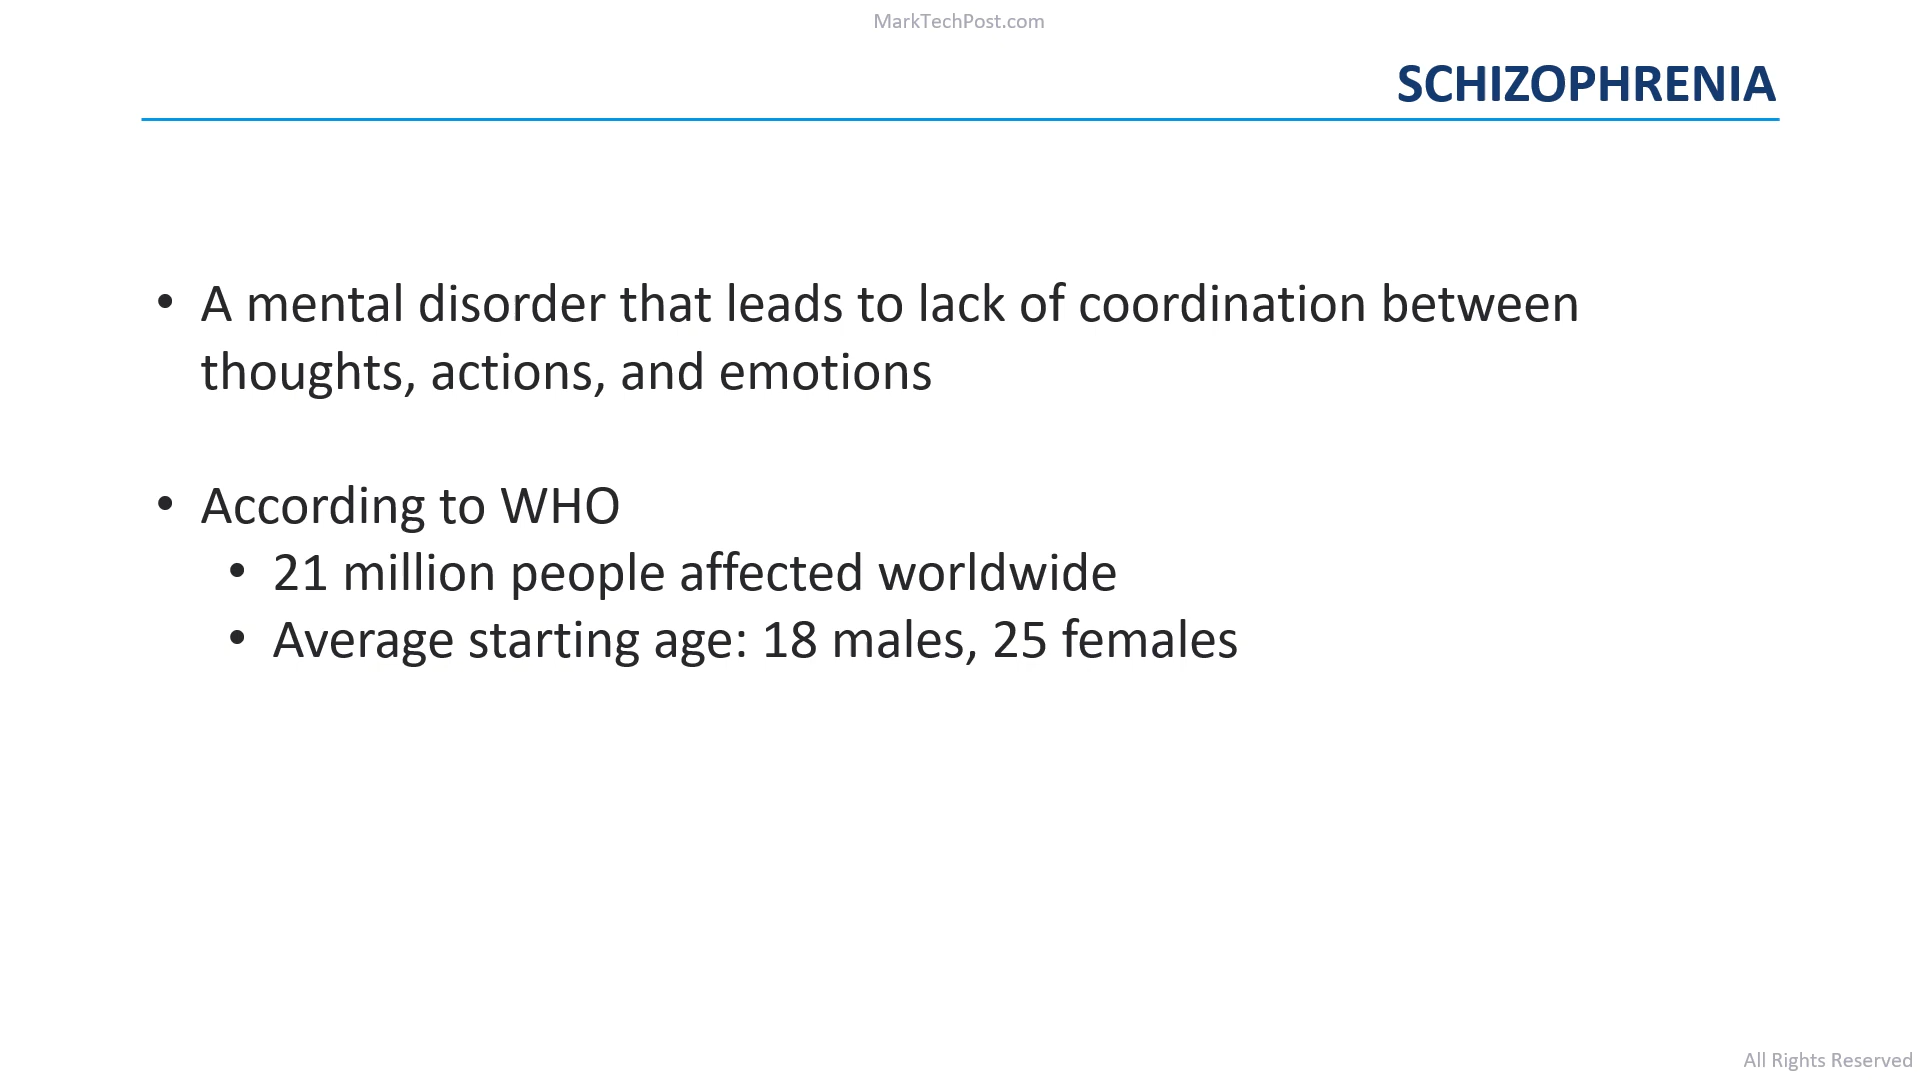 MarkTechPost.com
SCHIZOPHRENIA
• A mental disorder that leads to lack of coordination between
thoughts, actions, and emotions
• According to WHO
• 21 million people affected worldwide
• Average starting age: 18 males, 25 females
All Rights Reserved